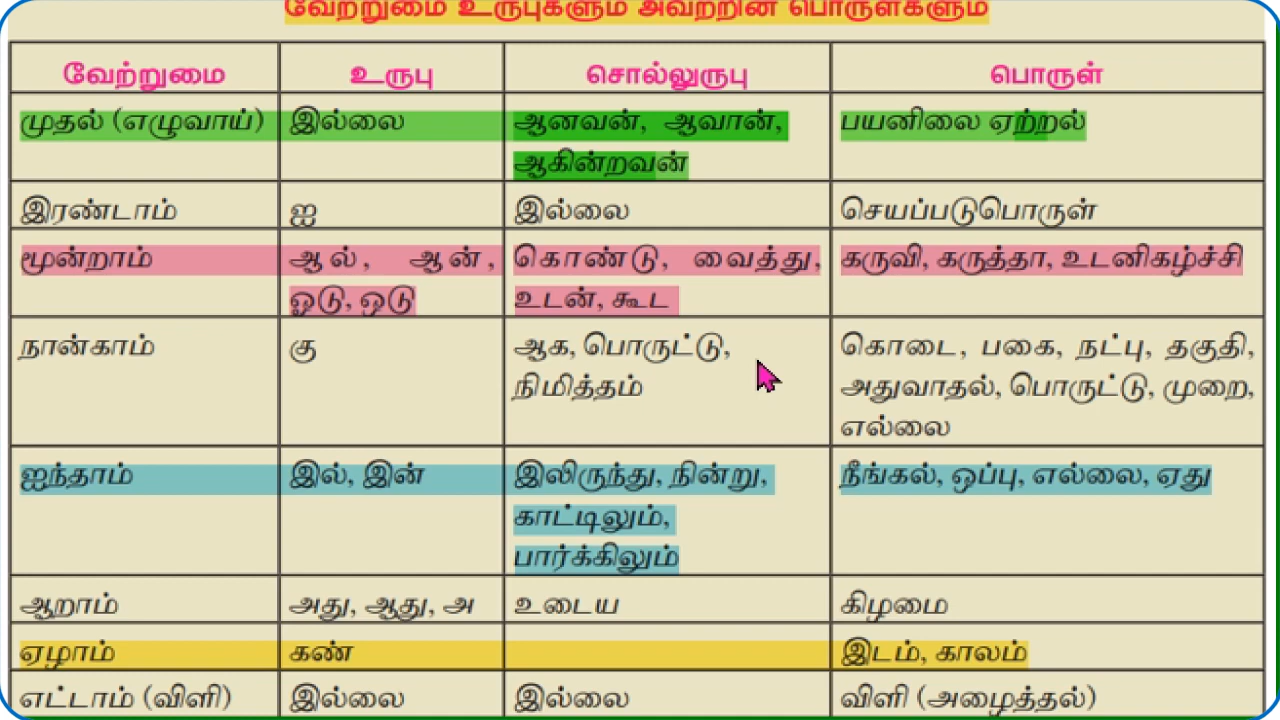 வேற்றுமை உருபுகளும் அவற்றின் பொருள்களும்
வேற்றுமை உருபு சொல்லுருபு பொருள்
முதல் (எழுவாய்) இல்லை ஆனவன், ஆவான், பயனிலை ஏற்றல்
ஆகின்றவன்
இரண்டாம் ஐ இல்லை செயப்படுபொருள்
மூன்றாம் ஆல், ஆன், கொண்டு, வைத்து, கருவி, கருத்தா, உடனிகழ்ச்சி
ஓடு, ஒடு உடன், கூட
நான்காம் கு ஆக, பொருட்டு, கொடை, பகை, நட்பு, தகுதி,
நிமித்தம் அதுவாதல், பொருட்டு, முறை,
எல்லை
ஐந்தாம் இல், இன் இலிருந்து, நின்று, நீங்கல், ஒப்பு, எல்லை, ஏது
காட்டிலும்,
பார்க்கிலும்
ஆறாம் அது, ஆது, அ உடைய கிழமை
ஏழாம் கண் இடம், காலம்
எட்டாம் (விளி) இல்லை இல்லை விளி (அழைத்தல்)